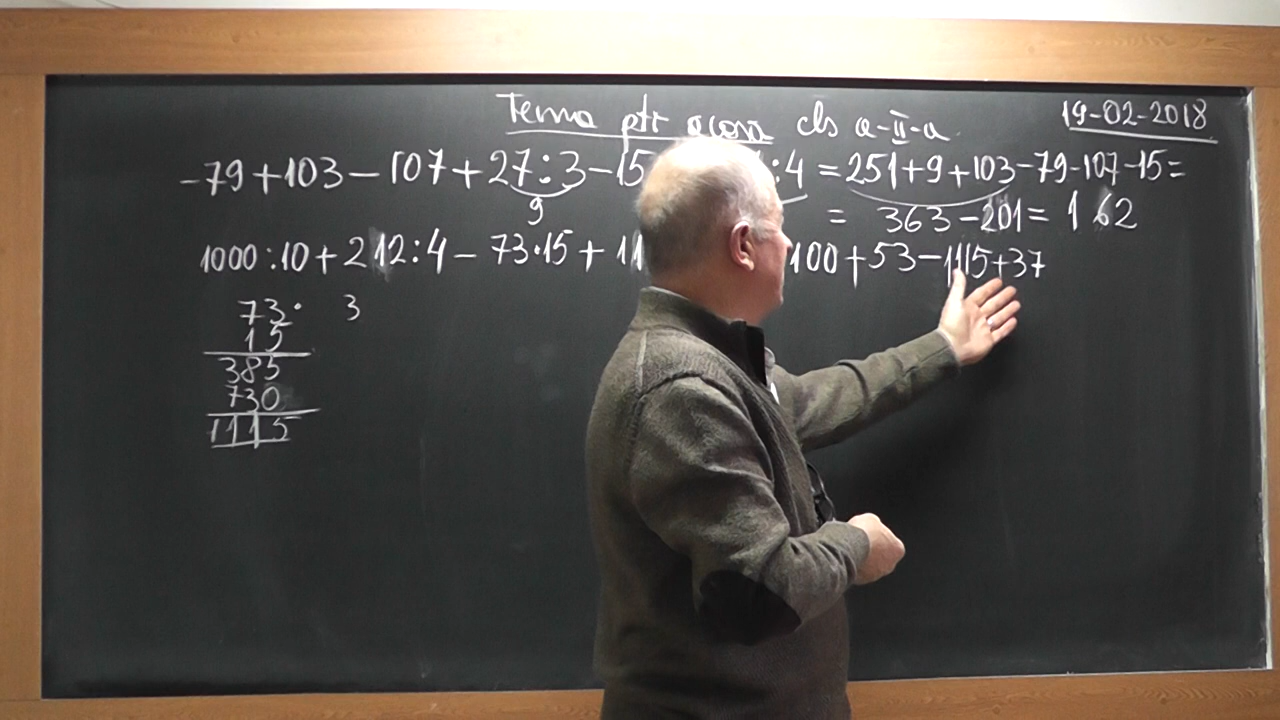 Tema ptr acasă cls a-II-a
19-02-2018
-79+103-107+27:3-15 :4 =251+9+103-79-107-15=
9
= 363-201= 162
1000:10+212:4-73·15+11 100+53-1115+37
73· 3
15
385
730
1115